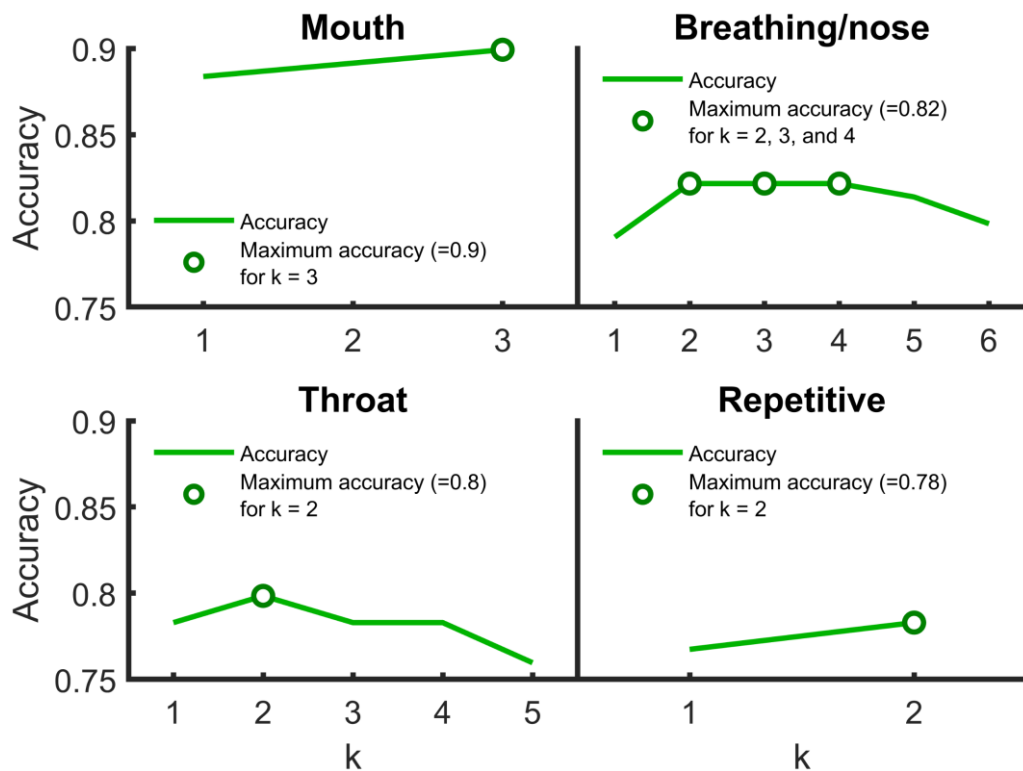 Mouth
Breathing/nose
Accuracy
0.9
0.85
0.8
0.75
Accuracy
Maximum accuracy (=0.9)
for k = 3
1 2 3
Accuracy
Maximum accuracy (=0.82)
for k = 2, 3, and 4
1 2 3 4 5 6
Throat
Repetitive
Accuracy
0.9
0.85
0.8
0.75
Accuracy
Maximum accuracy (=0.8)
for k = 2
1 2 3 4 5
k
Accuracy
Maximum accuracy (=0.78)
for k = 2
1 2
k